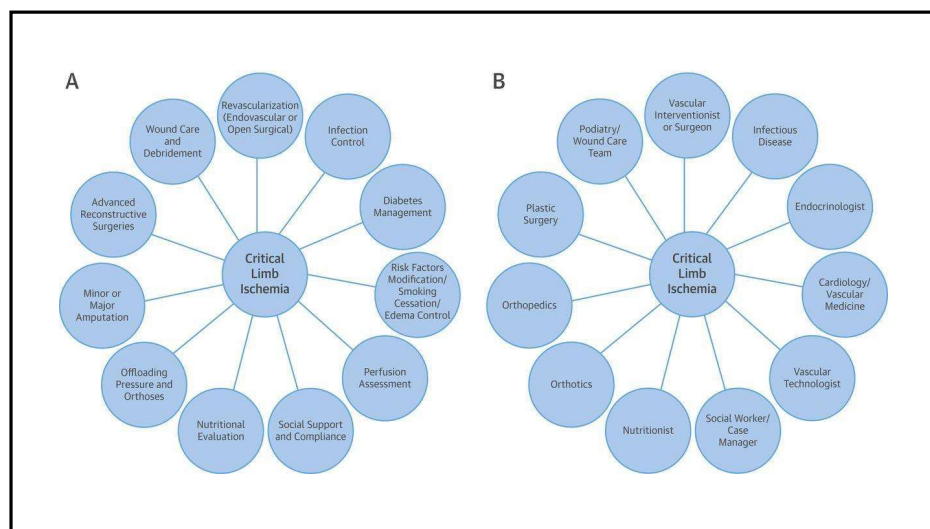 A
Revascularization
(Endovascular or
Open Surgical)
Infection
Control
Diabetes
Management
Risk Factors
Modification/
Smoking
Cessation/
Edema Control
Perfusion
Assessment
Social Support
and Compliance
Nutritional
Evaluation
Offloading
Pressure and
Orthoses
Minor or
Major
Amputation
Advanced
Reconstructive
Surgeries
Wound Care
and
Debridement
Critical
Limb
Ischemia
B
Vascular
Interventionist
or Surgeon
Infectious
Disease
Endocrinologist
Cardiology/
Vascular
Medicine
Vascular
Technologist
Social Worker/
Case
Manager
Nutritionist
Orthotics
Orthopedics
Plastic
Surgery
Podiatry/
Wound Care
Team
Critical
Limb
Ischemia